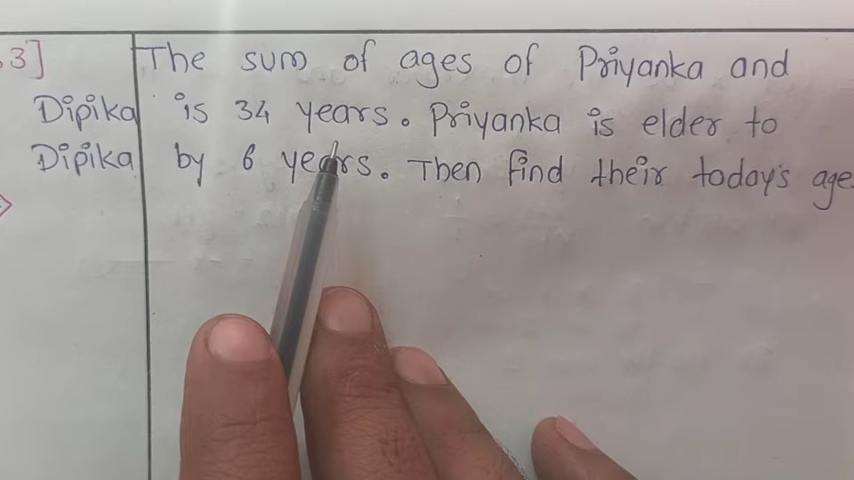 3] The sum of ages of Priyanka and
Dipika is 34 years. Priyanka is elder to
Dipika by 6 years. Then find their today's age